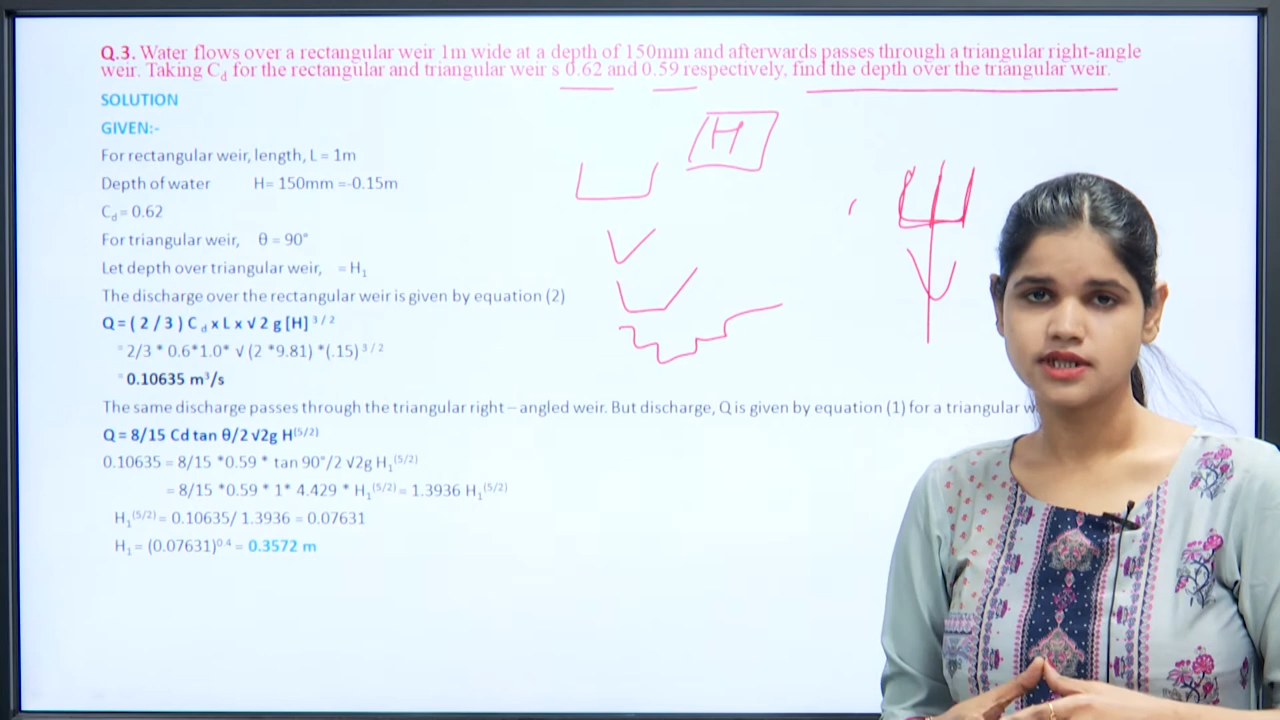 Q.3. Water flows over a rectangular weir 1m wide at a depth of 150mm and afterwards passes through a triangular right-angle
weir. Taking C_d for the rectangular and triangular weir s 0.62 and 0.59 respectively, find the depth over the triangular weir.
SOLUTION
GIVEN:-
H
For rectangular weir, length, L = 1m
Depth of water H= 150mm =-0.15m
C_d = 0.62
For triangular weir, θ = 90°
Let depth over triangular weir, = H₁
The discharge over the rectangular weir is given by equation (2)
Q = ( 2 / 3 ) C_d x L x √ 2 g [H] ^3/2
= 2/3 * 0.6*1.0* √ (2 *9.81) *(.15) ^3/2
= 0.10635 m³/s
The same discharge passes through the triangular right – angled weir. But discharge, Q is given by equation (1) for a triangular
Q = 8/15 Cd tan θ/2 √2g H^(5/2)
0.10635 = 8/15 *0.59 * tan 90°/2 √2g H₁^(5/2)
= 8/15 *0.59 * 1* 4.429 * H₁^(5/2) = 1.3936 H₁^(5/2)
H₁^(5/2) = 0.10635/ 1.3936 = 0.07631
H₁ = (0.07631)^0.4 = 0.3572 m